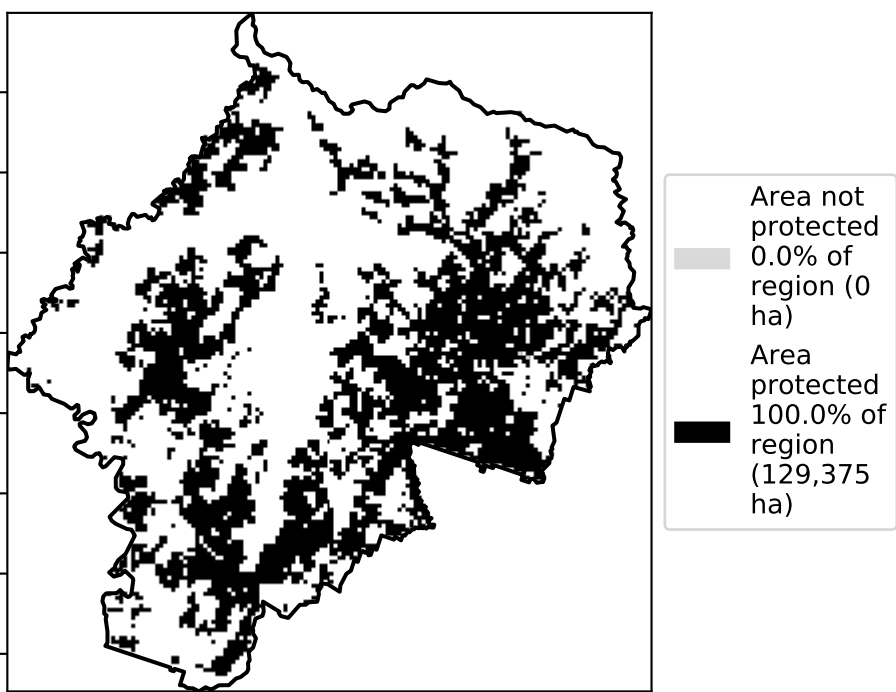 Area not
protected
0.0% of
region (0
ha)
Area
protected
100.0% of
region
(129,375
ha)